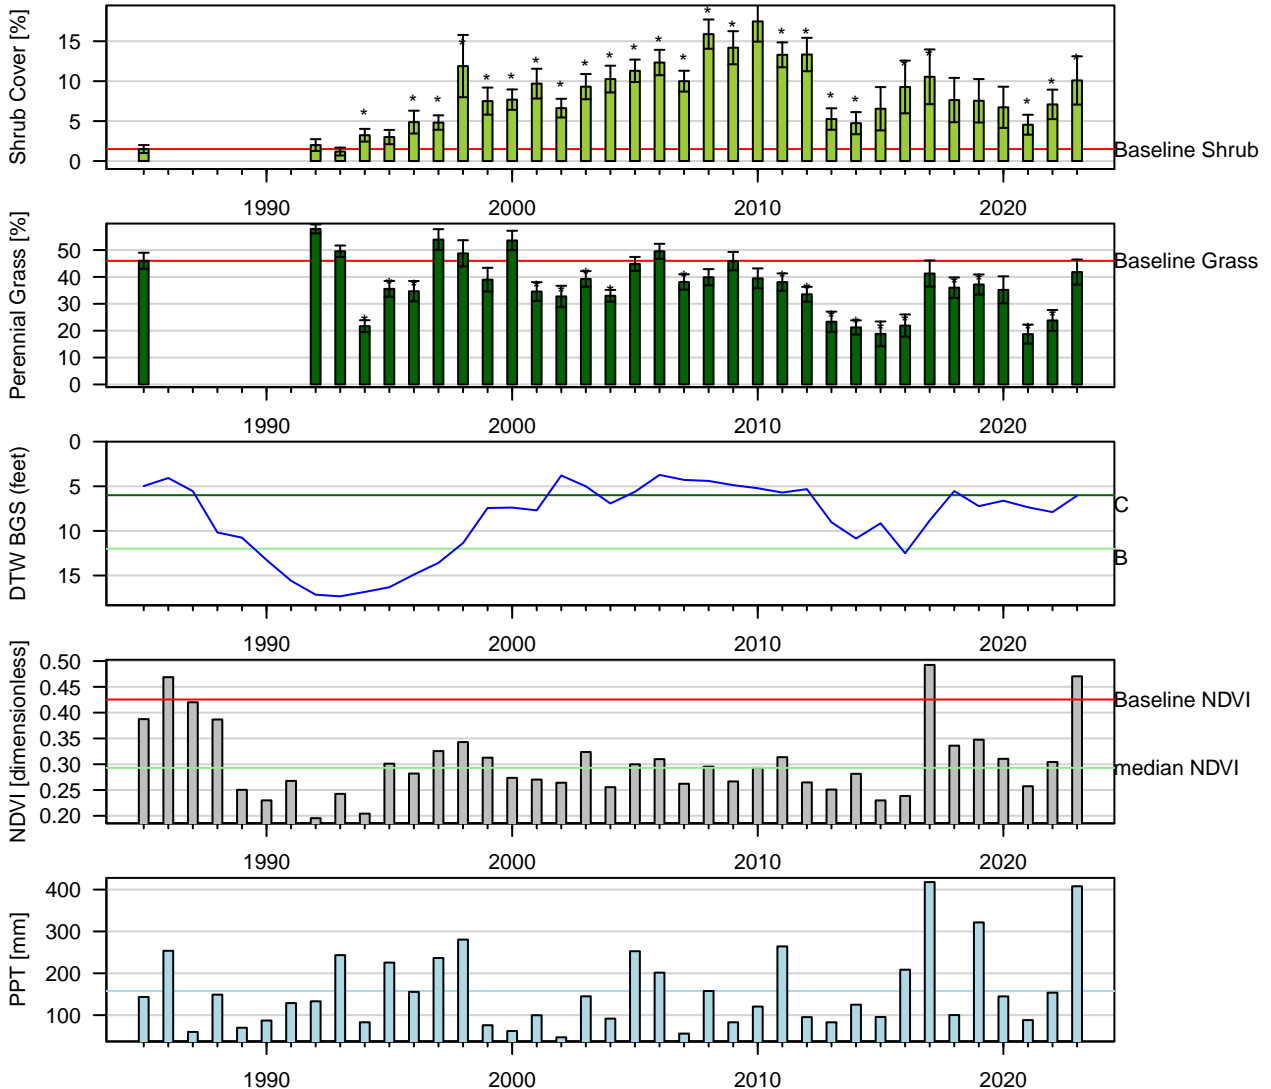 Shrub Cover [%]
15
10
5
0
* * * * * * * * * * * * * * * * * * * * * * *
Baseline Shrub
1990 2000 2010 2020
Perennial Grass [%]
50
40
30
20
10
0
Baseline Grass
1990 2000 2010 2020
DTW BGS (feet)
0
5
10
15
C
B
1990 2000 2010 2020
NDVI [dimensionless]
0.50
0.45
0.40
0.35
0.30
0.25
0.20
Baseline NDVI
median NDVI
1990 2000 2010 2020
PPT [mm]
400
300
200
100
1990 2000 2010 2020